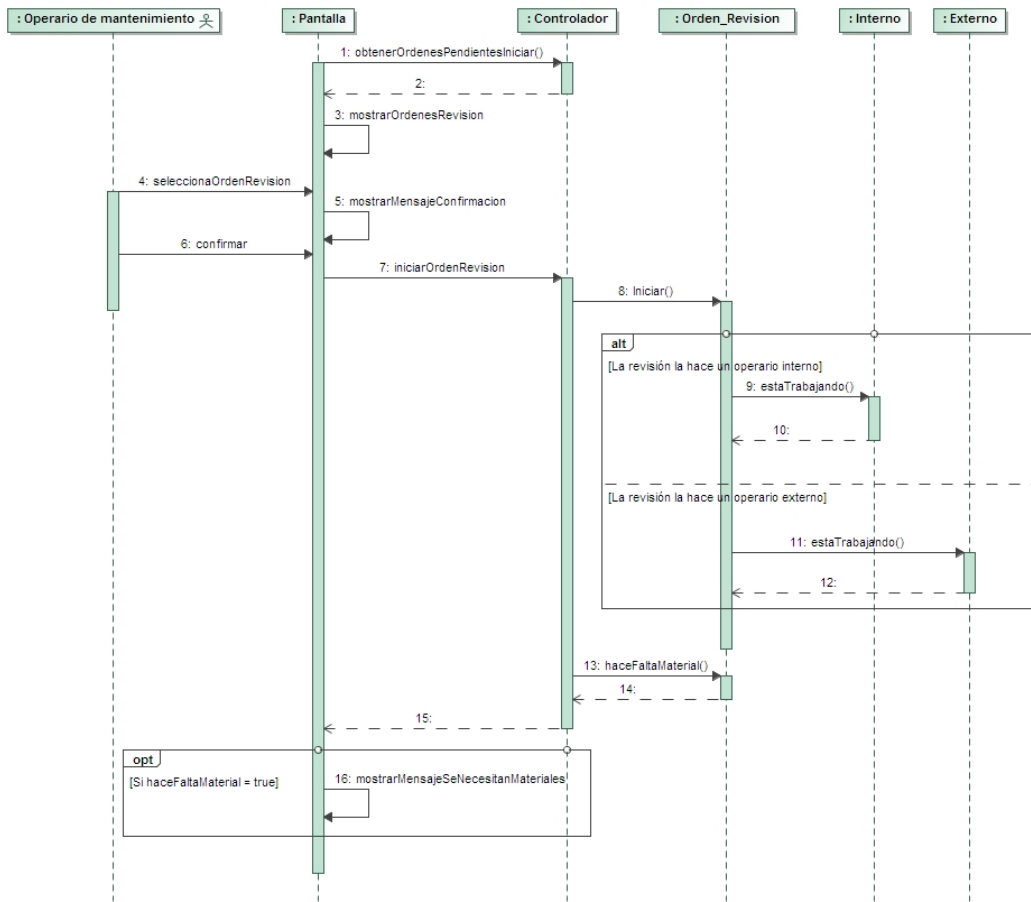 : Operario de mantenimiento
: Pantalla
: Controlador
: Orden_Revision
: Interno
: Externo
1: obtenerOrdenesPendientesIniciar()
2:
3: mostrarOrdenesRevision
4: seleccionaOrdenRevision
5: mostrarMensajeConfirmacion
6: confirmar
7: iniciarOrdenRevision
8: Iniciar()
alt
[La revisión la hace un operario interno]
9: estaTrabajando()
10:
[La revisión la hace un operario externo]
11: estaTrabajando()
12:
13: haceFaltaMaterial()
14:
15:
opt
[Si haceFaltaMaterial = true]
16: mostrarMensajeSeNecesitanMateriales